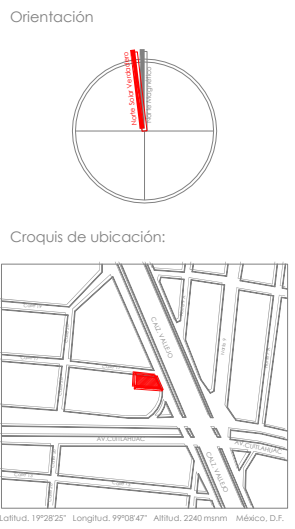 Orientación
Norte Solar Verdadero
Norte Magnético
Croquis de ubicación:
CALZ. VALLEJO
AV.CUITLAHUAC
AV.CUITLAHUAC
CALZ. VALLEJO
Latitud. 19°28'25" Longitud. 99°08'47" Altitud. 2240 msnm México, D.F.